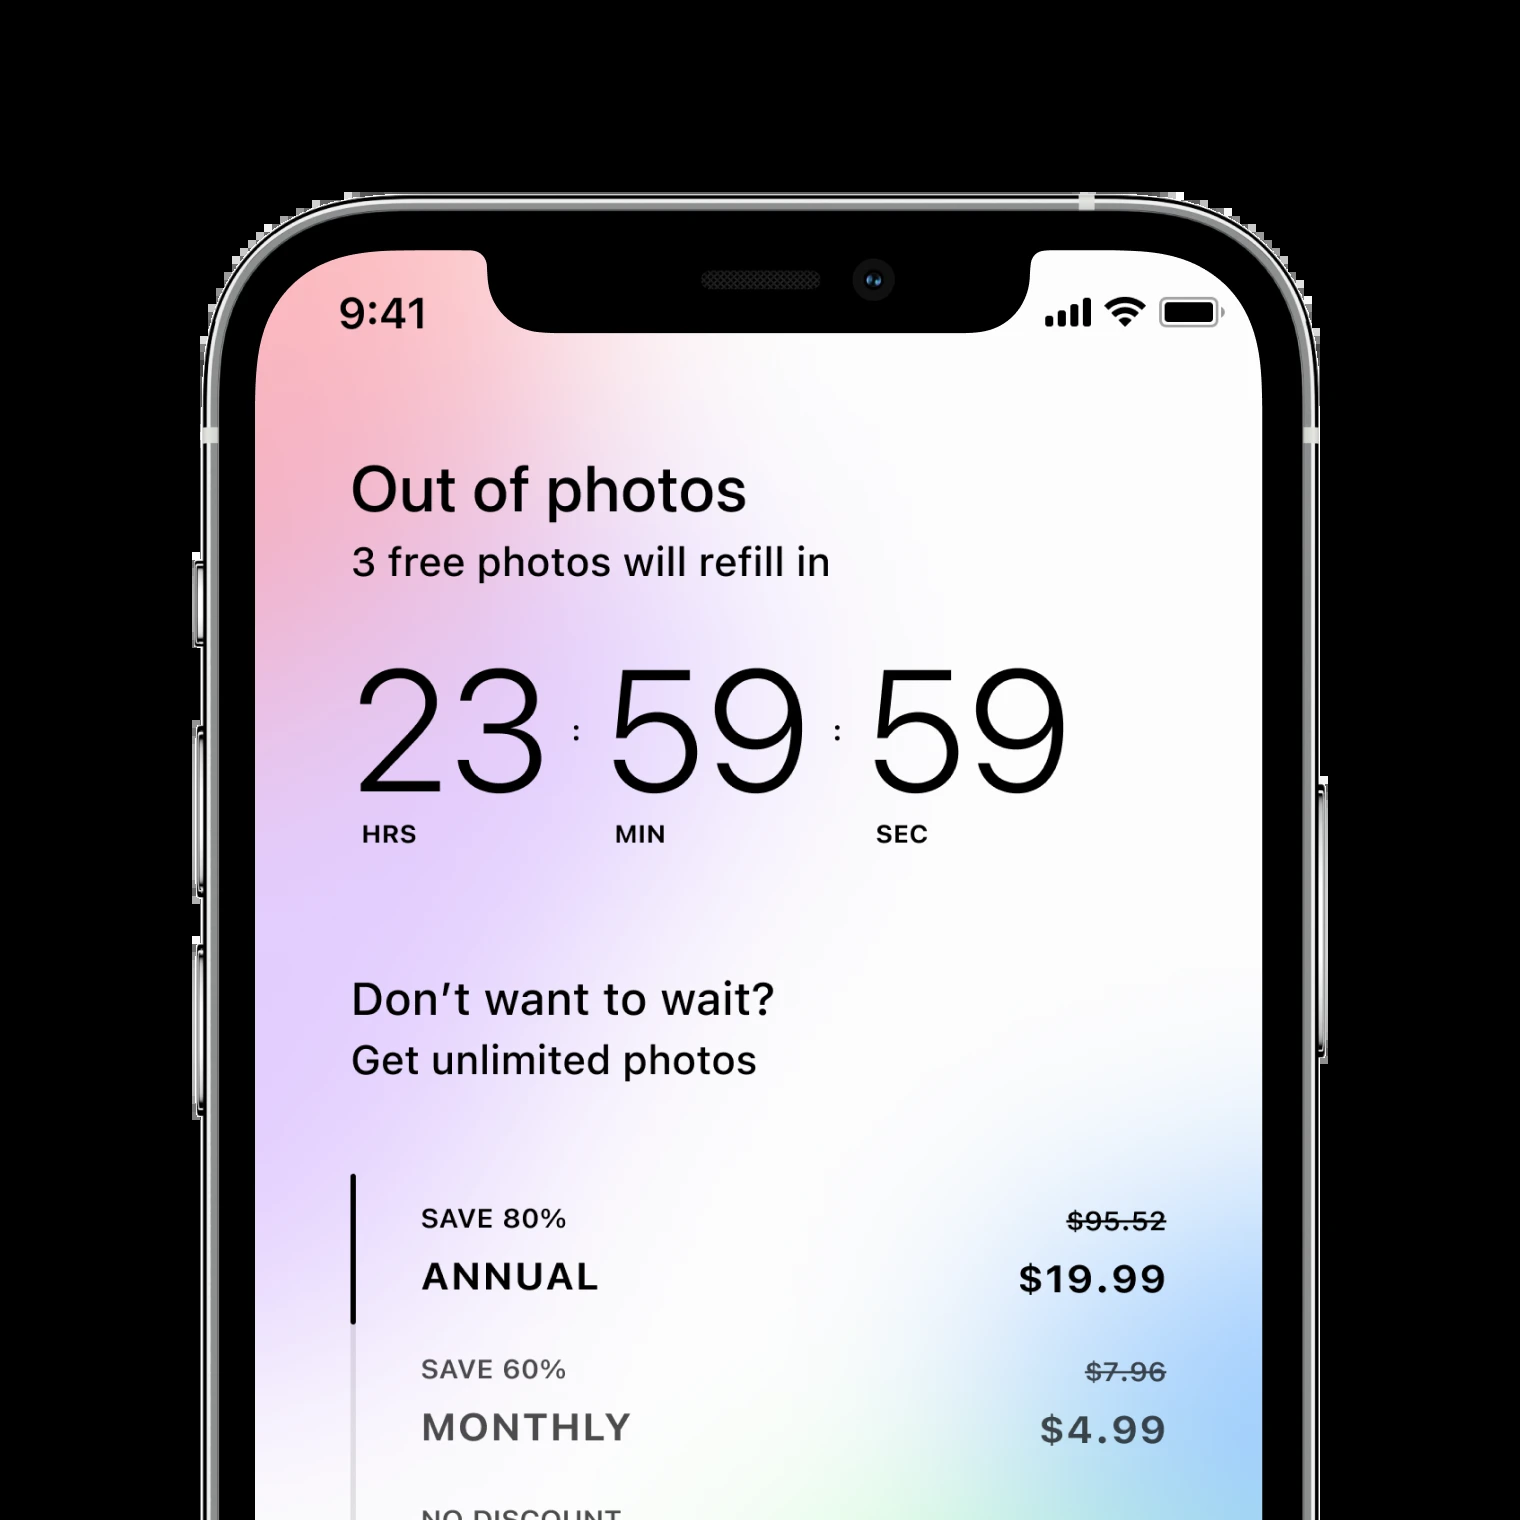 9:41
Out of photos
3 free photos will refill in
23 : 59 : 59
HRS MIN SEC
Don’t want to wait?
Get unlimited photos
SAVE 80% $95.52
ANNUAL $19.99
SAVE 60% $7.96
MONTHLY $4.99
NO DISCOUNT